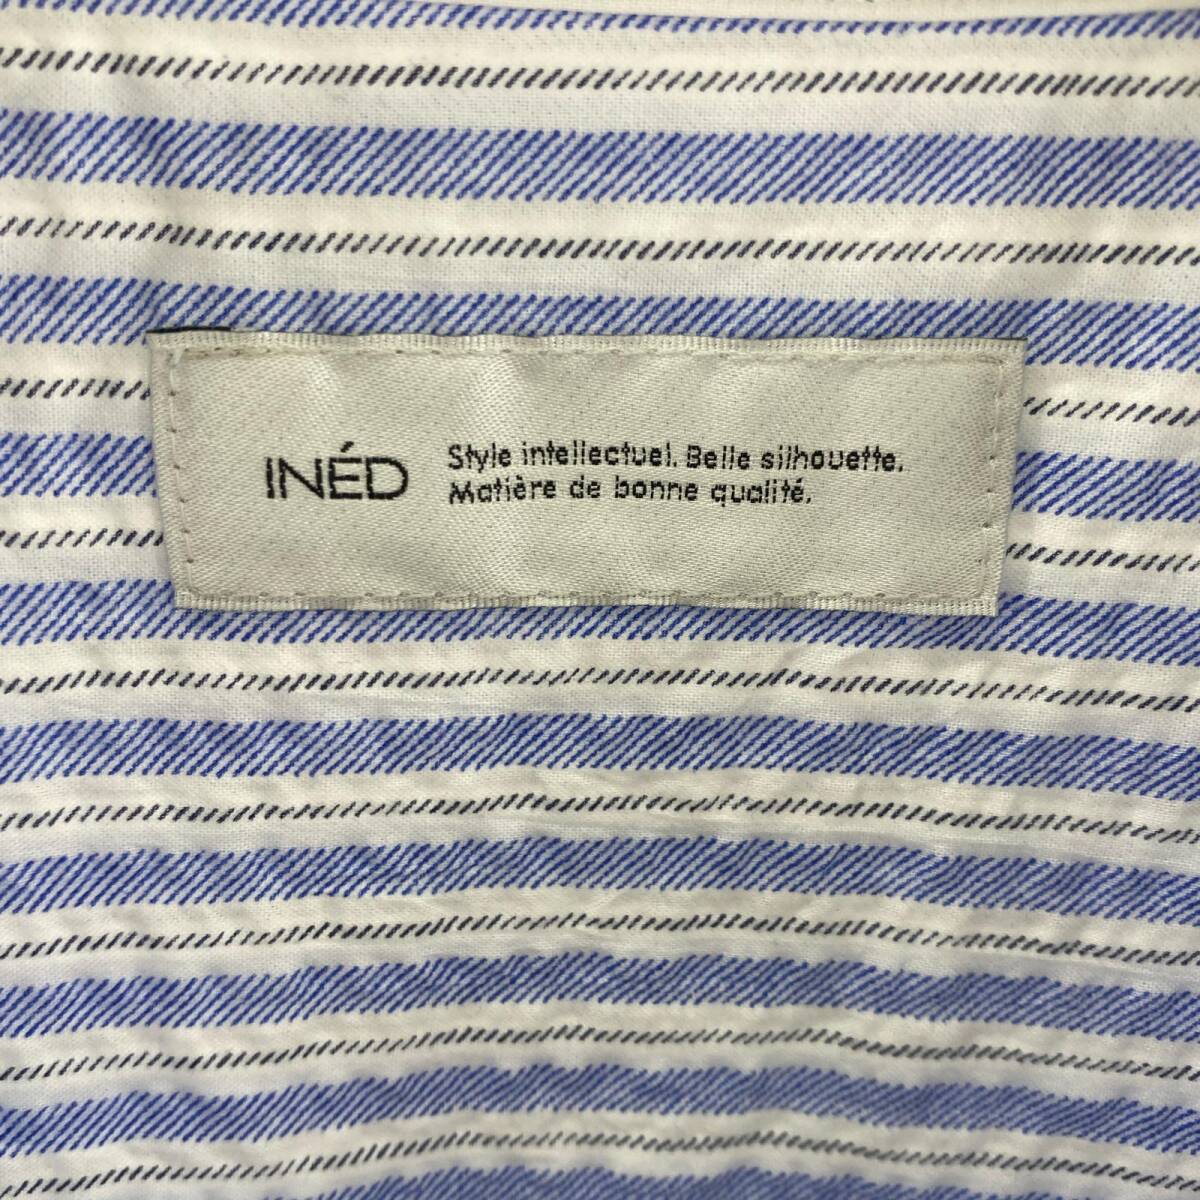 INÉD
Style intellectuel. Belle silhouette.
Matière de bonne qualité.